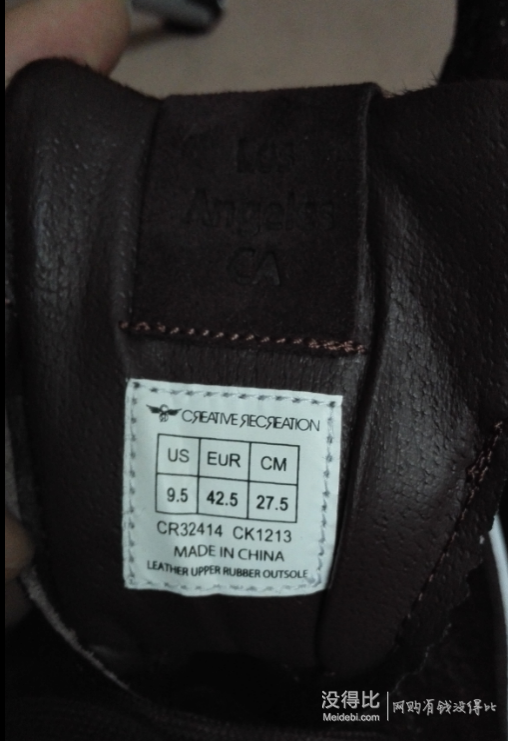 Los
Angeles
CA
CREATIVE RECREATION
US EUR CM
9.5 42.5 27.5
CR32414 CK1213
MADE IN CHINA
LEATHER UPPER RUBBER OUTSOLE
没得比
Meidebi.com
网购有钱没得比